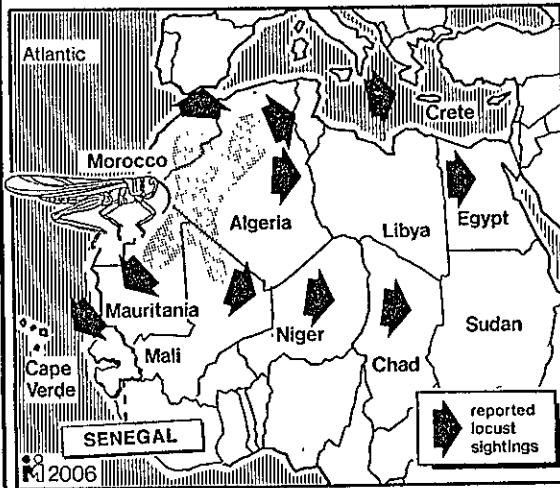 Atlantic
Crete
Morocco
Algeria
Libya
Egypt
Mauritania
Mali
Niger
Chad
Sudan
Cape
Verde
SENEGAL
reported
locust
sightings
2006